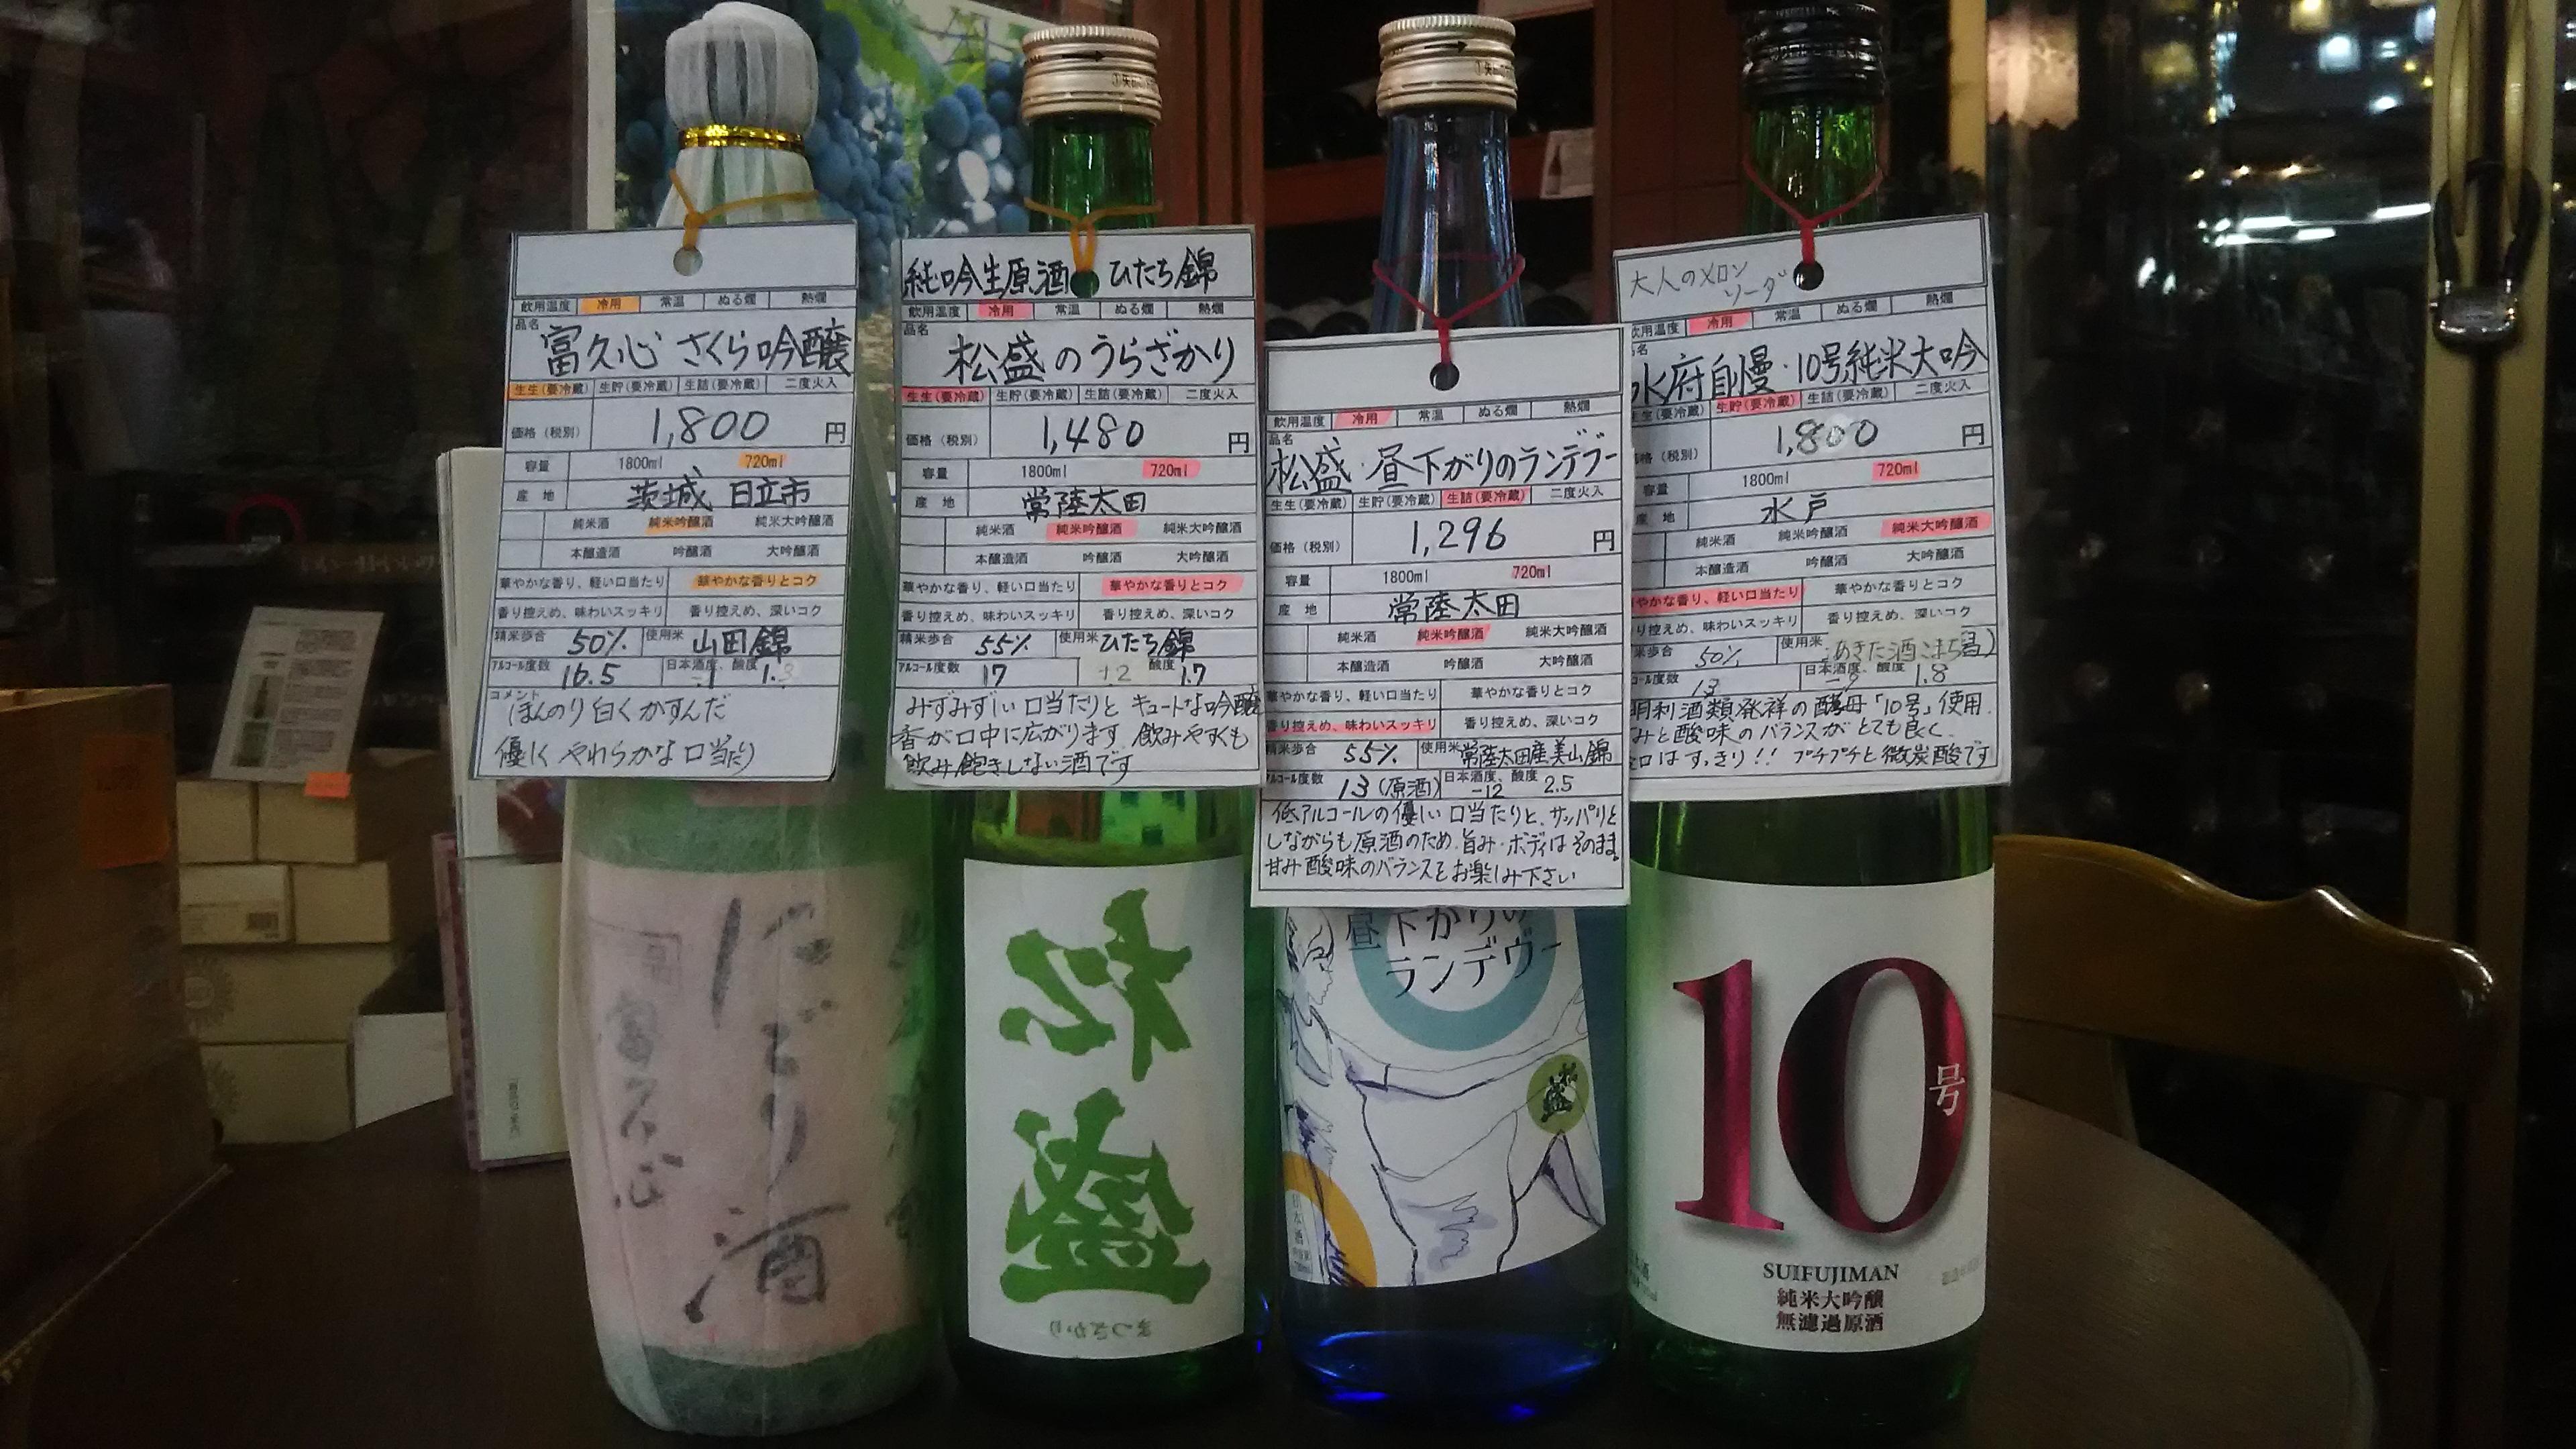 飲用温度 冷用 常温 ぬる燗 熱燗
品名
富久心 さくら吟醸
生生(要冷蔵) 生貯(要冷蔵) 生詰(要冷蔵) 二度火入
価格(税別) 1,800 円
容量 1800ml 720ml
産地 茨城 日立市
純米酒 純米吟醸酒 純米大吟醸酒
本醸造酒 吟醸酒 大吟醸酒
華やかな香り、軽い口当たり 華やかな香りとコク
香り控えめ、味わいスッキリ 香り控えめ、深いコク
精米歩合 50% 使用米 山田錦
アルコール度数 16.5 日本酒度、酸度 -1 1.3
コメント
ほんのり白くかすんだ
優しくやわらかな口当たり
にごり酒
富久心
純吟生原酒 ひたち錦
飲用温度 冷用 常温 ぬる燗 熱燗
品名
松盛のうらざかり
生生(要冷蔵) 生貯(要冷蔵) 生詰(要冷蔵) 二度火入
価格(税別) 1,480 円
容量 1800ml 720ml
産地 常陸太田
純米酒 純米吟醸酒 純米大吟醸酒
本醸造酒 吟醸酒 大吟醸酒
華やかな香り、軽い口当たり 華やかな香りとコク
香り控えめ、味わいスッキリ 香り控えめ、深いコク
精米歩合 55% 使用米 ひたち錦
アルコール度数 17 +2 酸度 1.7
みずみずしい口当たりとキュートな吟醸
香が口中に広がります。飲みやすくも
飲み飽きしない酒です
松盛
まつざかり
飲用温度 冷用 常温 ぬる燗 熱燗
品名
松盛・昼下がりのランデブー
生生(要冷蔵) 生貯(要冷蔵) 生詰(要冷蔵) 二度火入
価格(税別) 1,296 円
容量 1800ml 720ml
産地 常陸太田
純米酒 純米吟醸酒 純米大吟醸酒
本醸造酒 吟醸酒 大吟醸酒
華やかな香り、軽い口当たり 華やかな香りとコク
香り控えめ、味わいスッキリ 香り控えめ、深いコク
精米歩合 55% 使用米 常陸太田産美山錦
アルコール度数 13(原酒) 日本酒度、酸度 -12 2.5
低アルコールの優しい口当たりと、サッパリと
しながらも原酒のため、旨み・ボディはそのまま。
甘み酸味のバランスをお楽しみ下さい
昼下がりの
ランデヴー
松盛
日本酒
大人のメロン
ソーダ
飲用温度 冷用 常温 ぬる燗 熱燗
名
水府自慢・10号純米大吟
生生(要冷蔵) 生貯(要冷蔵) 生詰(要冷蔵) 二度火入
価格(税別) 1,800 円
容量 1800ml 720ml
産地 水戸
純米酒 純米吟醸酒 純米大吟醸酒
本醸造酒 吟醸酒 大吟醸酒
やかな香り、軽い口当たり 華やかな香りとコク
り控えめ、味わいスッキリ 香り控えめ、深いコク
米歩合 50% 使用米 あきた酒こまち
コール度数 13 日本酒度、酸度 -9 1.8
明利酒類発祥の酵母「10号」使用。
みと酸味のバランスがとても良く、
口はすっきり!! プチプチと微炭酸です
10号
SUIFUJIMAN
純米大吟醸
無濾過原酒